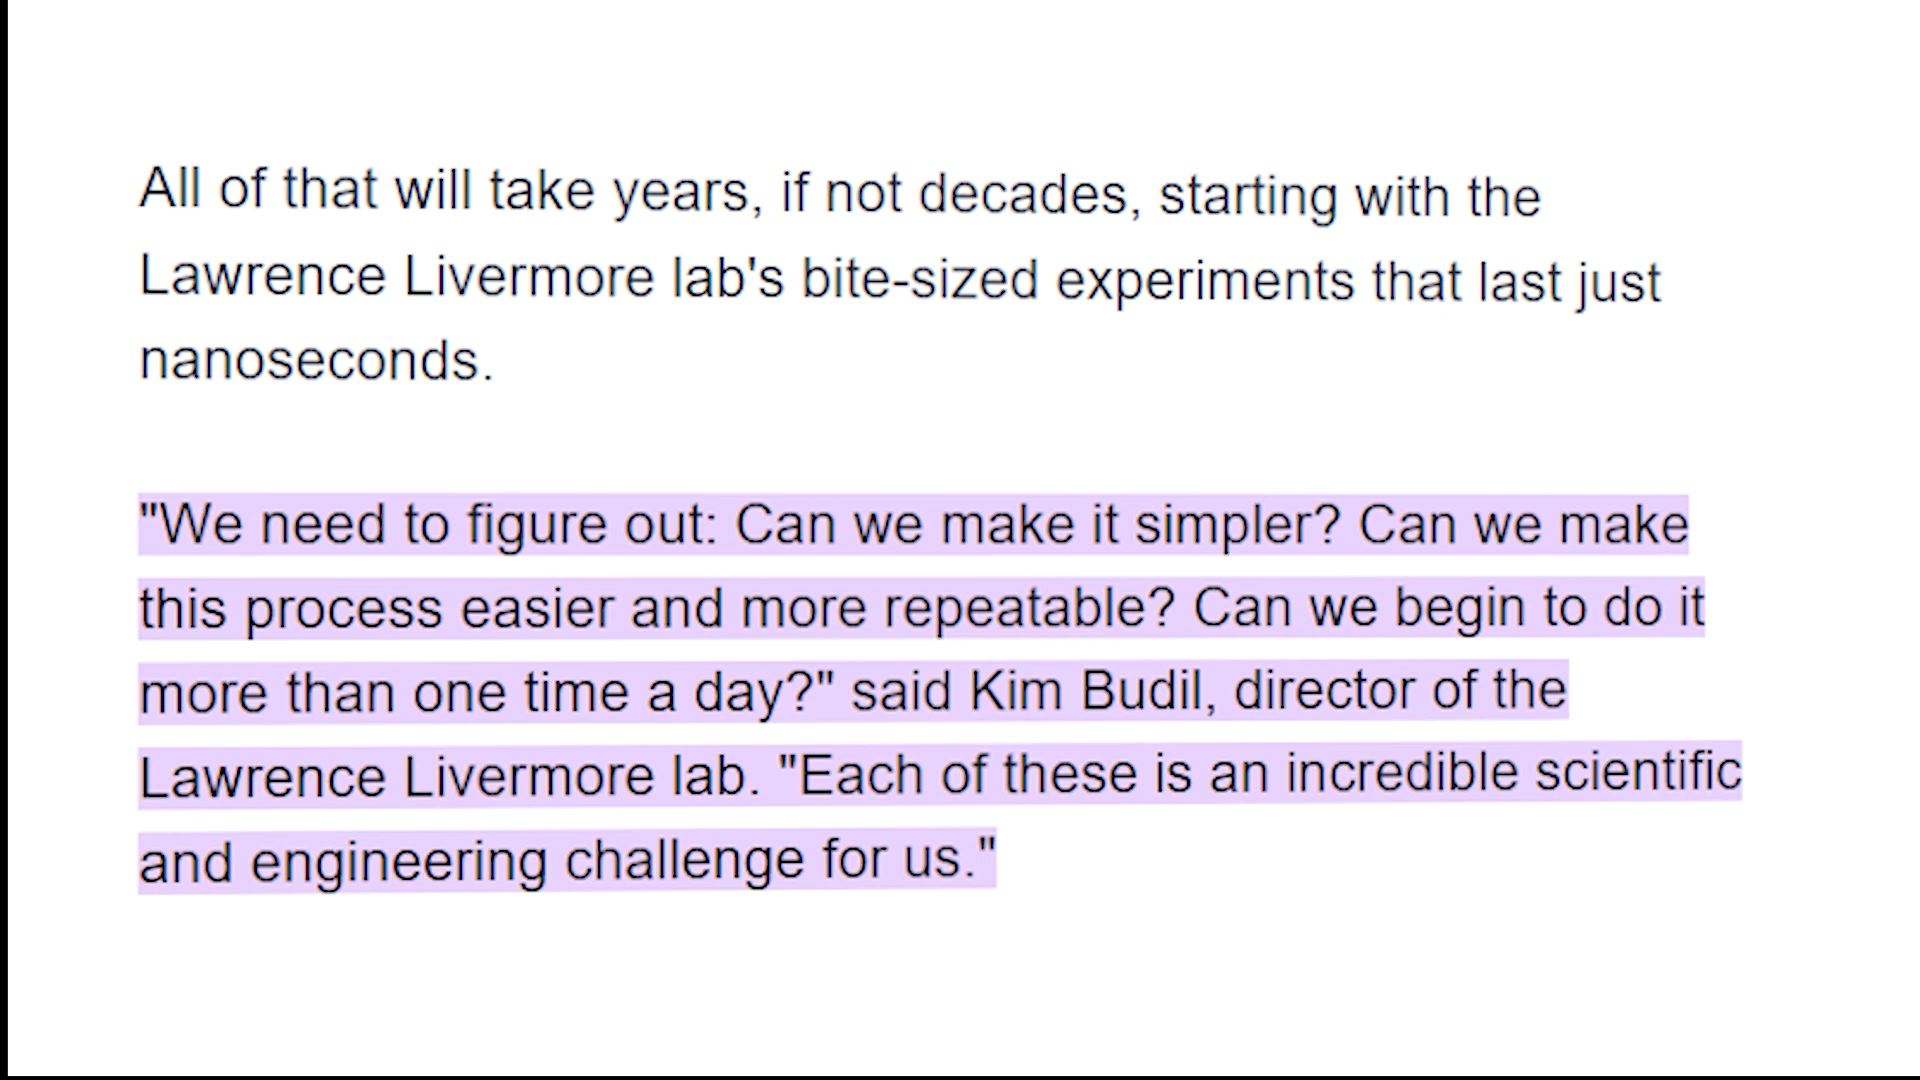 All of that will take years, if not decades, starting with the
Lawrence Livermore lab's bite-sized experiments that last just
nanoseconds.
"We need to figure out: Can we make it simpler? Can we make
this process easier and more repeatable? Can we begin to do it
more than one time a day?" said Kim Budil, director of the
Lawrence Livermore lab. "Each of these is an incredible scientific
and engineering challenge for us."